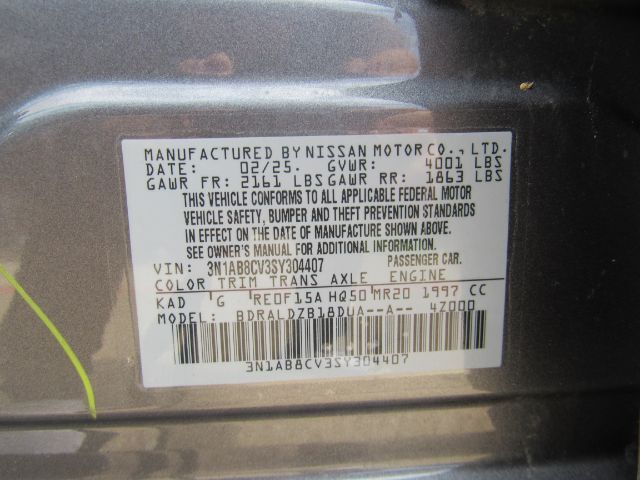 MANUFACTURED BY NISSAN MOTOR CO., LTD.
DATE: 02/25. GVWR: 4001 LBS
GAWR FR: 2161 LBS GAWR RR: 1863 LBS
THIS VEHICLE CONFORMS TO ALL APPLICABLE FEDERAL MOTOR
VEHICLE SAFETY, BUMPER AND THEFT PREVENTION STANDARDS
IN EFFECT ON THE DATE OF MANUFACTURE SHOWN ABOVE.
SEE OWNER'S MANUAL FOR ADDITIONAL INFORMATION.
VIN: 3N1AB8CV3SY304407 PASSENGER CAR.
COLOR TRIM TRANS AXLE ENGINE
KAD G RE0F15A HQ50 MR20 1997 CC
MODEL: BDRALDZB18DUA--A-- 4Z000
3N1AB8CV3SY304407